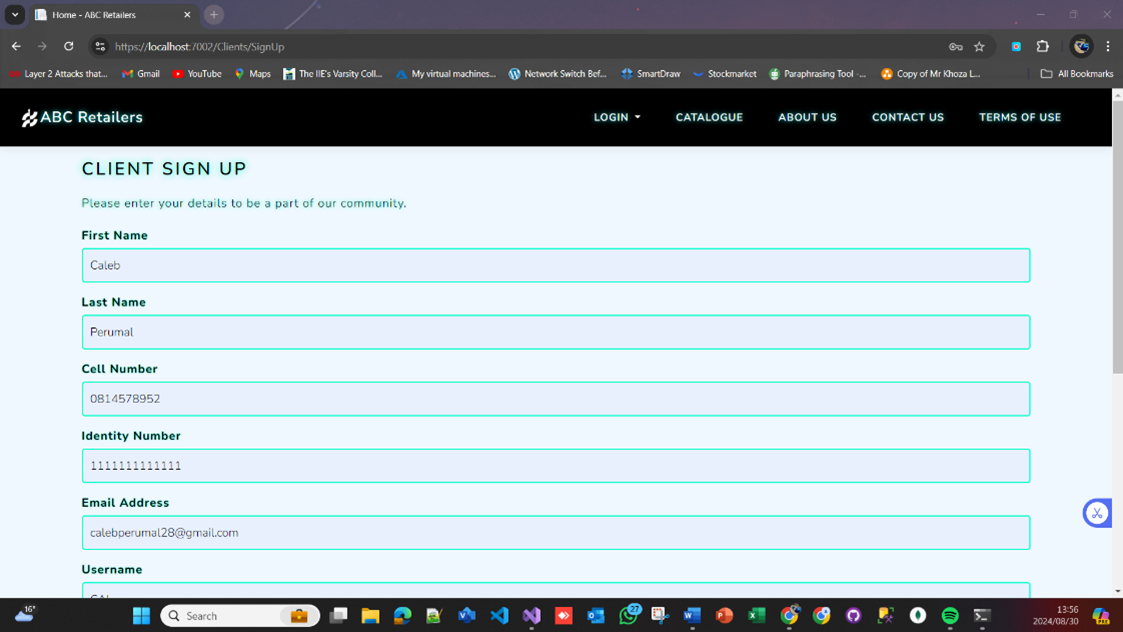 Home - ABC Retailers
https://localhost:7002/Clients/SignUp
Layer 2 Attacks that... Gmail YouTube Maps The IIE's Varsity Coll... My virtual machines... Network Switch Bef... SmartDraw Stockmarket Paraphrasing Tool -... Copy of Mr Khoza L... All Bookmarks
ABC Retailers LOGIN CATALOGUE ABOUT US CONTACT US TERMS OF USE
CLIENT SIGN UP
Please enter your details to be a part of our community.
First Name
Caleb
Last Name
Perumal
Cell Number
0814578952
Identity Number
1111111111111
Email Address
calebperumal28@gmail.com
Username
16°
Search
27
13:56
2024/08/30